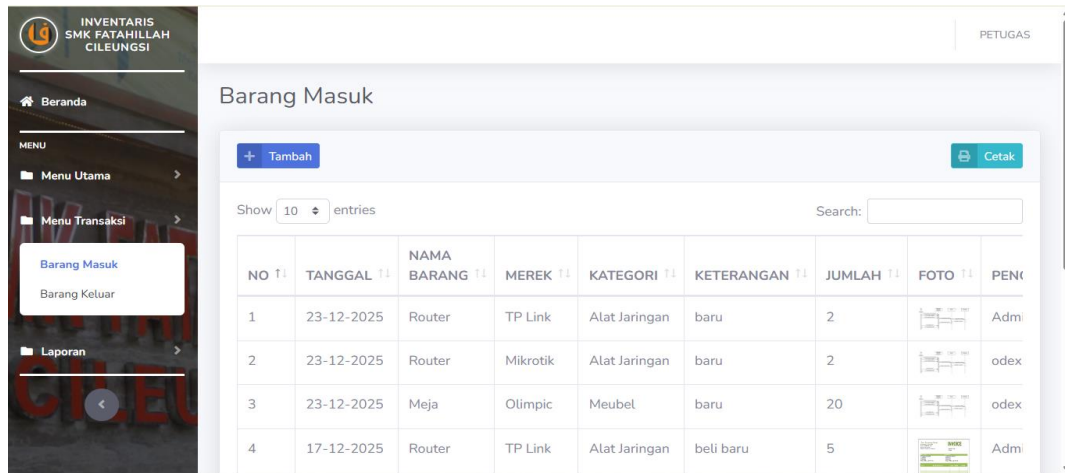 INVENTARIS
SMK FATAHILLAH
CILEUNGSI
PETUGAS
Beranda
MENU
Menu Utama
Menu Transaksi
Barang Masuk
Barang Keluar
Laporan
Barang Masuk
+ Tambah
Cetak
Show 10 entries
Search:
NO TANGGAL NAMA BARANG MEREK KATEGORI KETERANGAN JUMLAH FOTO
1 23-12-2025 Router TP Link Alat Jaringan baru 2
2 23-12-2025 Router Mikrotik Alat Jaringan baru 2 odex
3 23-12-2025 Meja Olimpic Meubel baru 20 odex
4 17-12-2025 Router TP Link Alat Jaringan beli baru 5